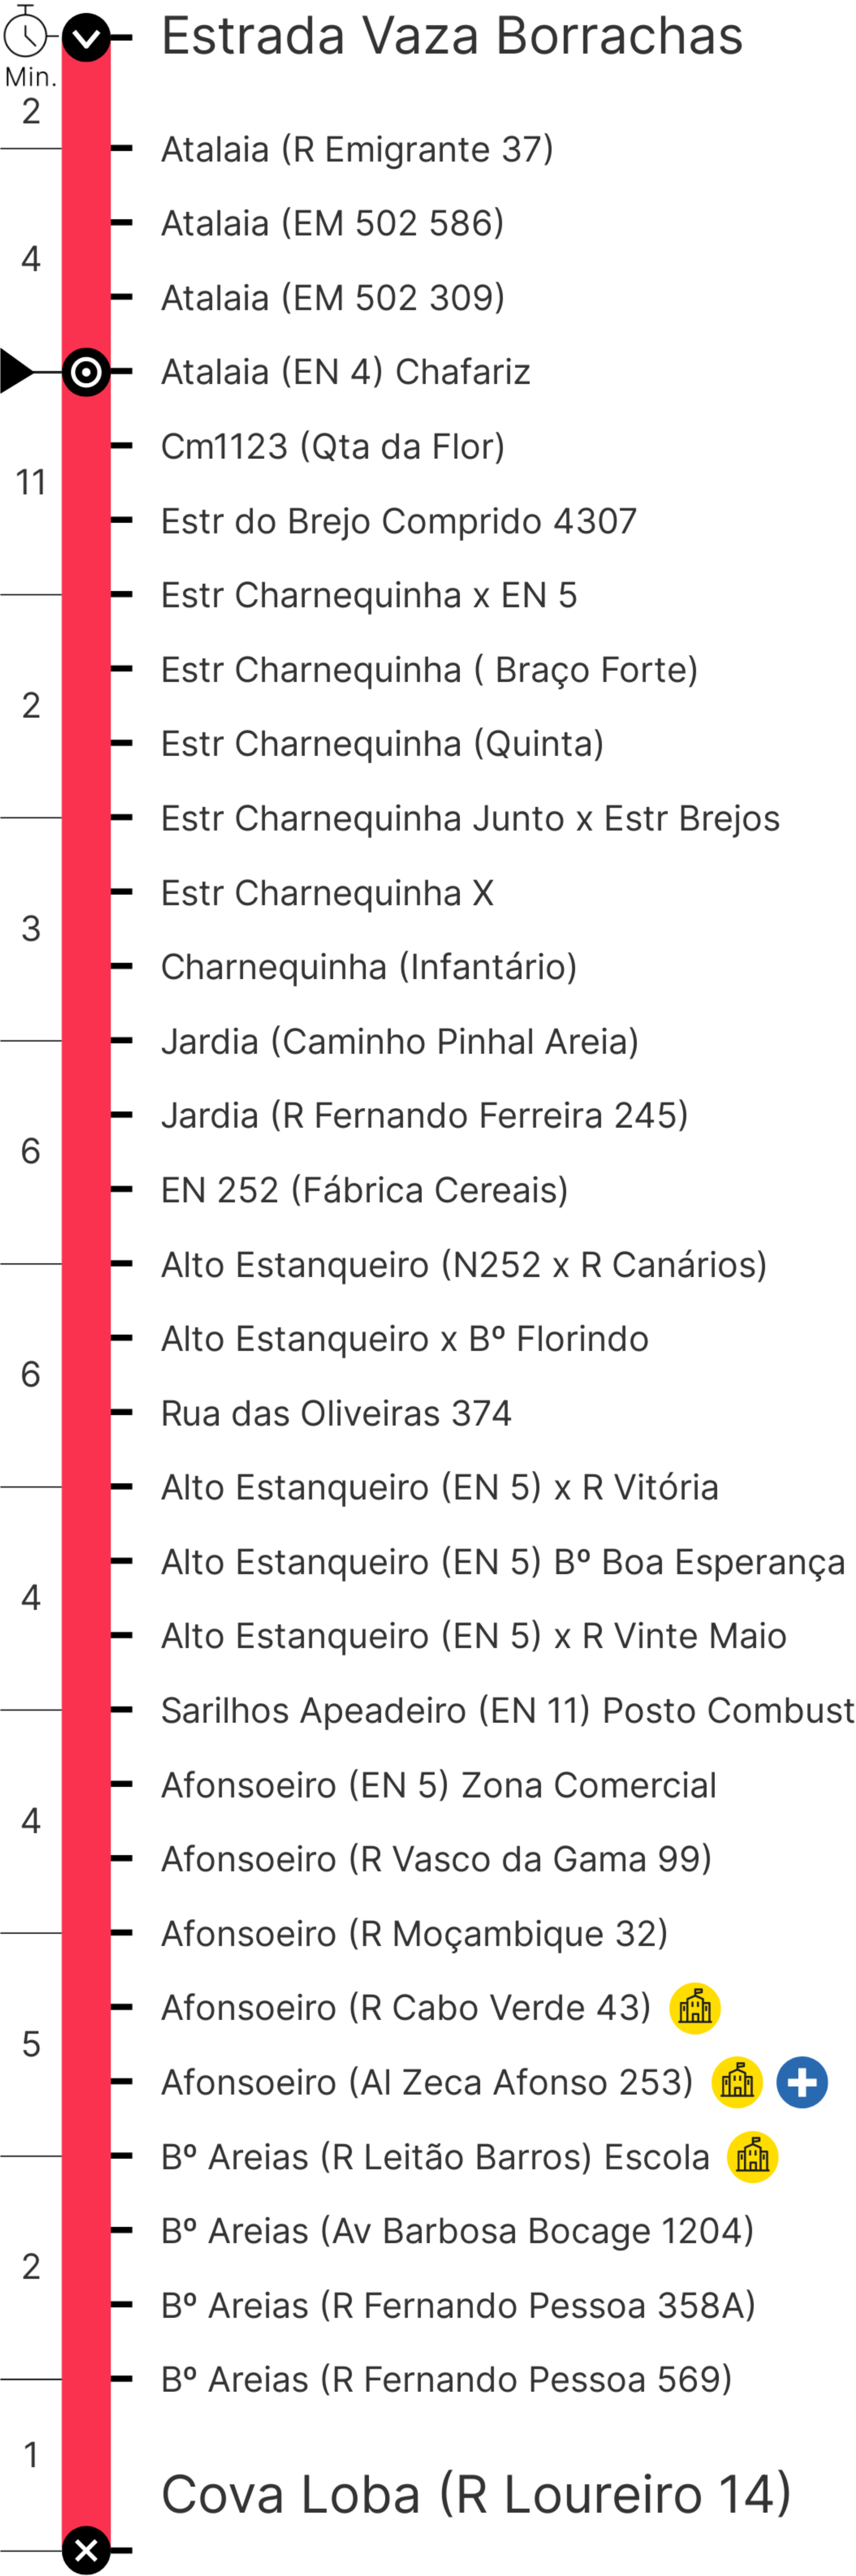 Estrada Vaza Borrachas
Min.
2
Atalaia (R Emigrante 37)
Atalaia (EM 502 586)
4
Atalaia (EM 502 309)
Atalaia (EN 4) Chafariz
Cm1123 (Qta da Flor)
11
Estr do Brejo Comprido 4307
Estr Charnequinha x EN 5
Estr Charnequinha ( Braço Forte)
2
Estr Charnequinha (Quinta)
Estr Charnequinha Junto x Estr Brejos
Estr Charnequinha X
3
Charnequinha (Infantário)
Jardia (Caminho Pinhal Areia)
Jardia (R Fernando Ferreira 245)
6
EN 252 (Fábrica Cereais)
Alto Estanqueiro (N252 x R Canários)
Alto Estanqueiro x Bº Florindo
6
Rua das Oliveiras 374
Alto Estanqueiro (EN 5) x R Vitória
Alto Estanqueiro (EN 5) Bº Boa Esperança
4
Alto Estanqueiro (EN 5) x R Vinte Maio
Sarilhos Apeadeiro (EN 11) Posto Combust
Afonsoeiro (EN 5) Zona Comercial
4
Afonsoeiro (R Vasco da Gama 99)
Afonsoeiro (R Moçambique 32)
Afonsoeiro (R Cabo Verde 43)
5
Afonsoeiro (Al Zeca Afonso 253)
Bº Areias (R Leitão Barros) Escola
Bº Areias (Av Barbosa Bocage 1204)
2
Bº Areias (R Fernando Pessoa 358A)
Bº Areias (R Fernando Pessoa 569)
1
Cova Loba (R Loureiro 14)